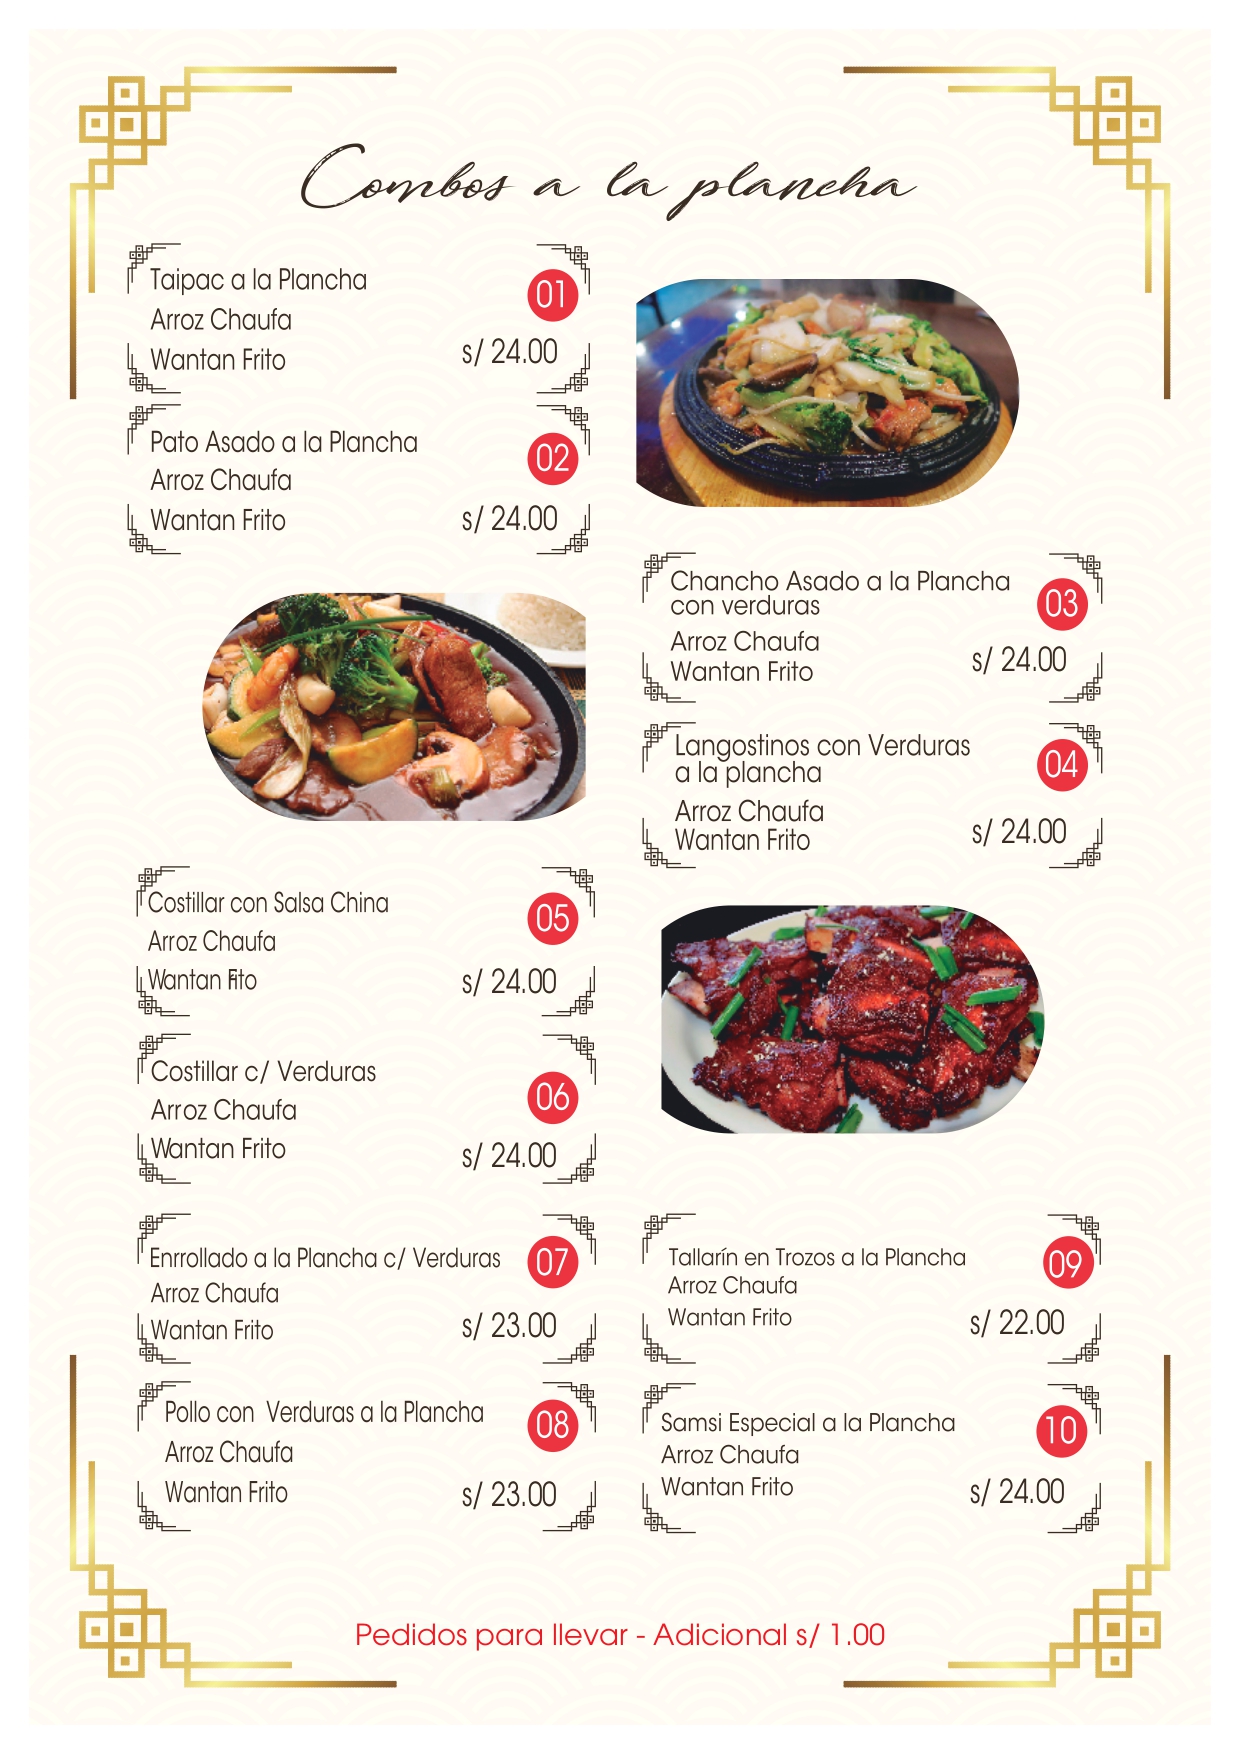 Combos a la plancha
Taipac a la Plancha
01
Arroz Chaufa
Wantan Frito
s/ 24.00
Pato Asado a la Plancha
02
Arroz Chaufa
Wantan Frito
s/ 24.00
Chancho Asado a la Plancha
con verduras
03
Arroz Chaufa
Wantan Frito
s/ 24.00
Langostinos con Verduras
a la plancha
04
Arroz Chaufa
Wantan Frito
s/ 24.00
Costillar con Salsa China
05
Arroz Chaufa
Wantan Fito
s/ 24.00
Costillar c/ Verduras
06
Arroz Chaufa
Wantan Frito
s/ 24.00
Enrrollado a la Plancha c/ Verduras
07
Arroz Chaufa
Wantan Frito
s/ 23.00
Pollo con Verduras a la Plancha
08
Arroz Chaufa
Wantan Frito
s/ 23.00
Tallarín en Trozos a la Plancha
09
Arroz Chaufa
Wantan Frito
s/ 22.00
Samsi Especial a la Plancha
10
Arroz Chaufa
Wantan Frito
s/ 24.00
Pedidos para llevar - Adicional s/ 1.00